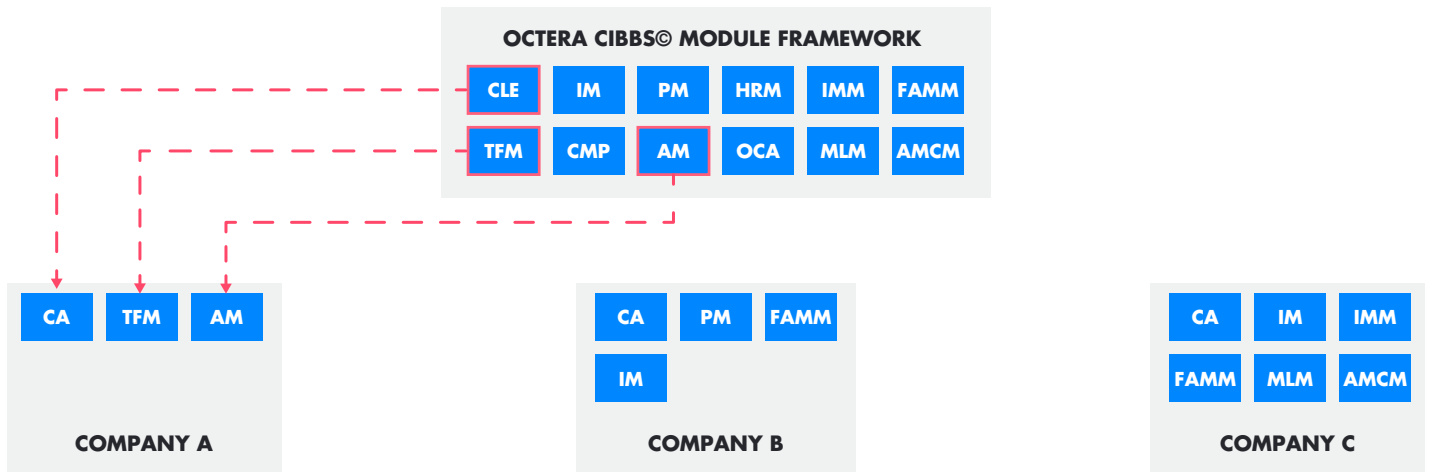 OCTERA CIBBS© MODULE FRAMEWORK
CLE IM PM HRM IMM FAMM
TFM CMP AM OCA MLM AMCM
CA TFM AM
COMPANY A
CA PM FAMM
IM
COMPANY B
CA IM IMM
FAMM MLM AMCM
COMPANY C